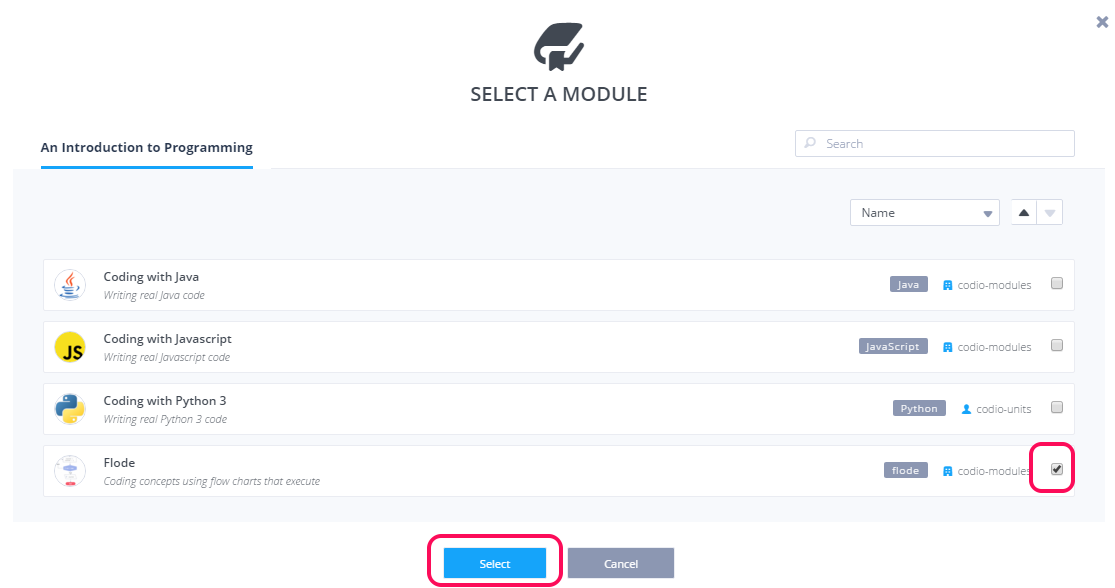 SELECT A MODULE
An Introduction to Programming
Search
Name
Coding with Java
Writing real Java code
Java
codio-modules
JS
Coding with Javascript
Writing real Javascript code
JavaScript
codio-modules
Coding with Python 3
Writing real Python 3 code
Python
codio-units
Flode
Coding concepts using flow charts that execute
flode
codio-modules
Select
Cancel